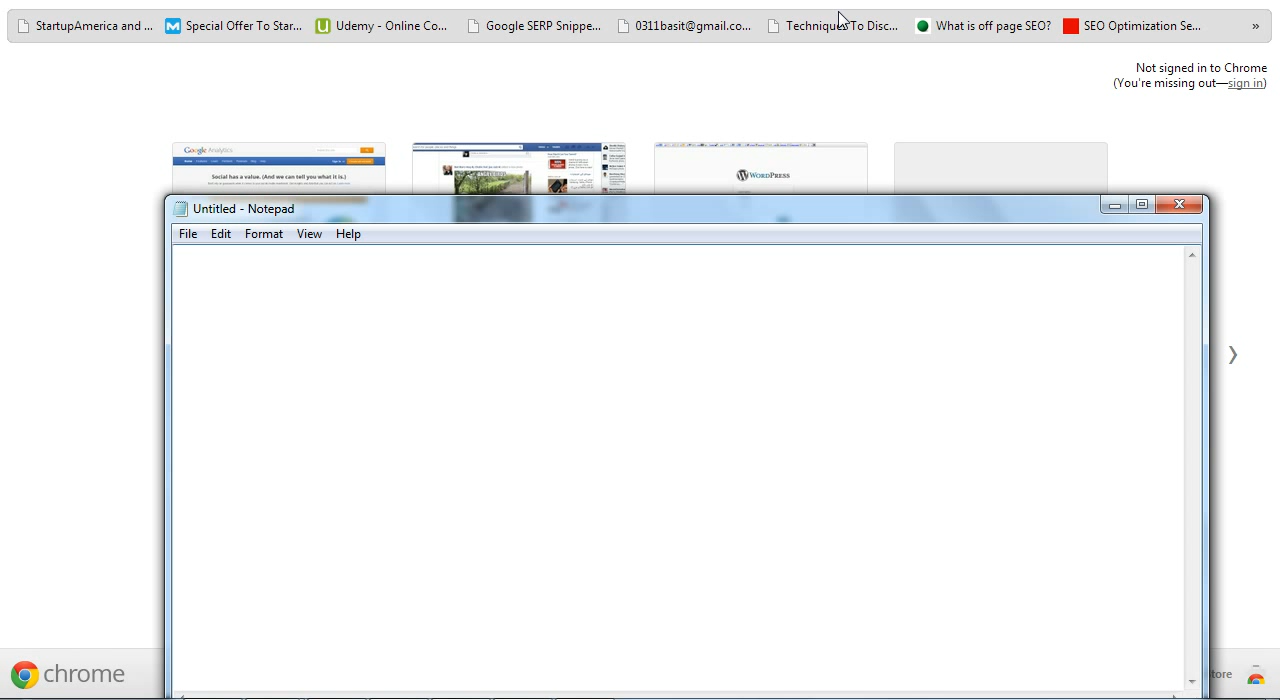 StartupAmerica and ... Special Offer To Star... Udemy - Online Co... Google SERP Snippe... 0311basit@gmail.co... Techniques To Disc... What is off page SEO? SEO Optimization Se... »
Not signed in to Chrome
(You're missing out—sign in)
Google Analytics
Social has a value. (And we can tell you what it is.)
WORDPRESS
Untitled - Notepad
File Edit Format View Help
chrome
tore